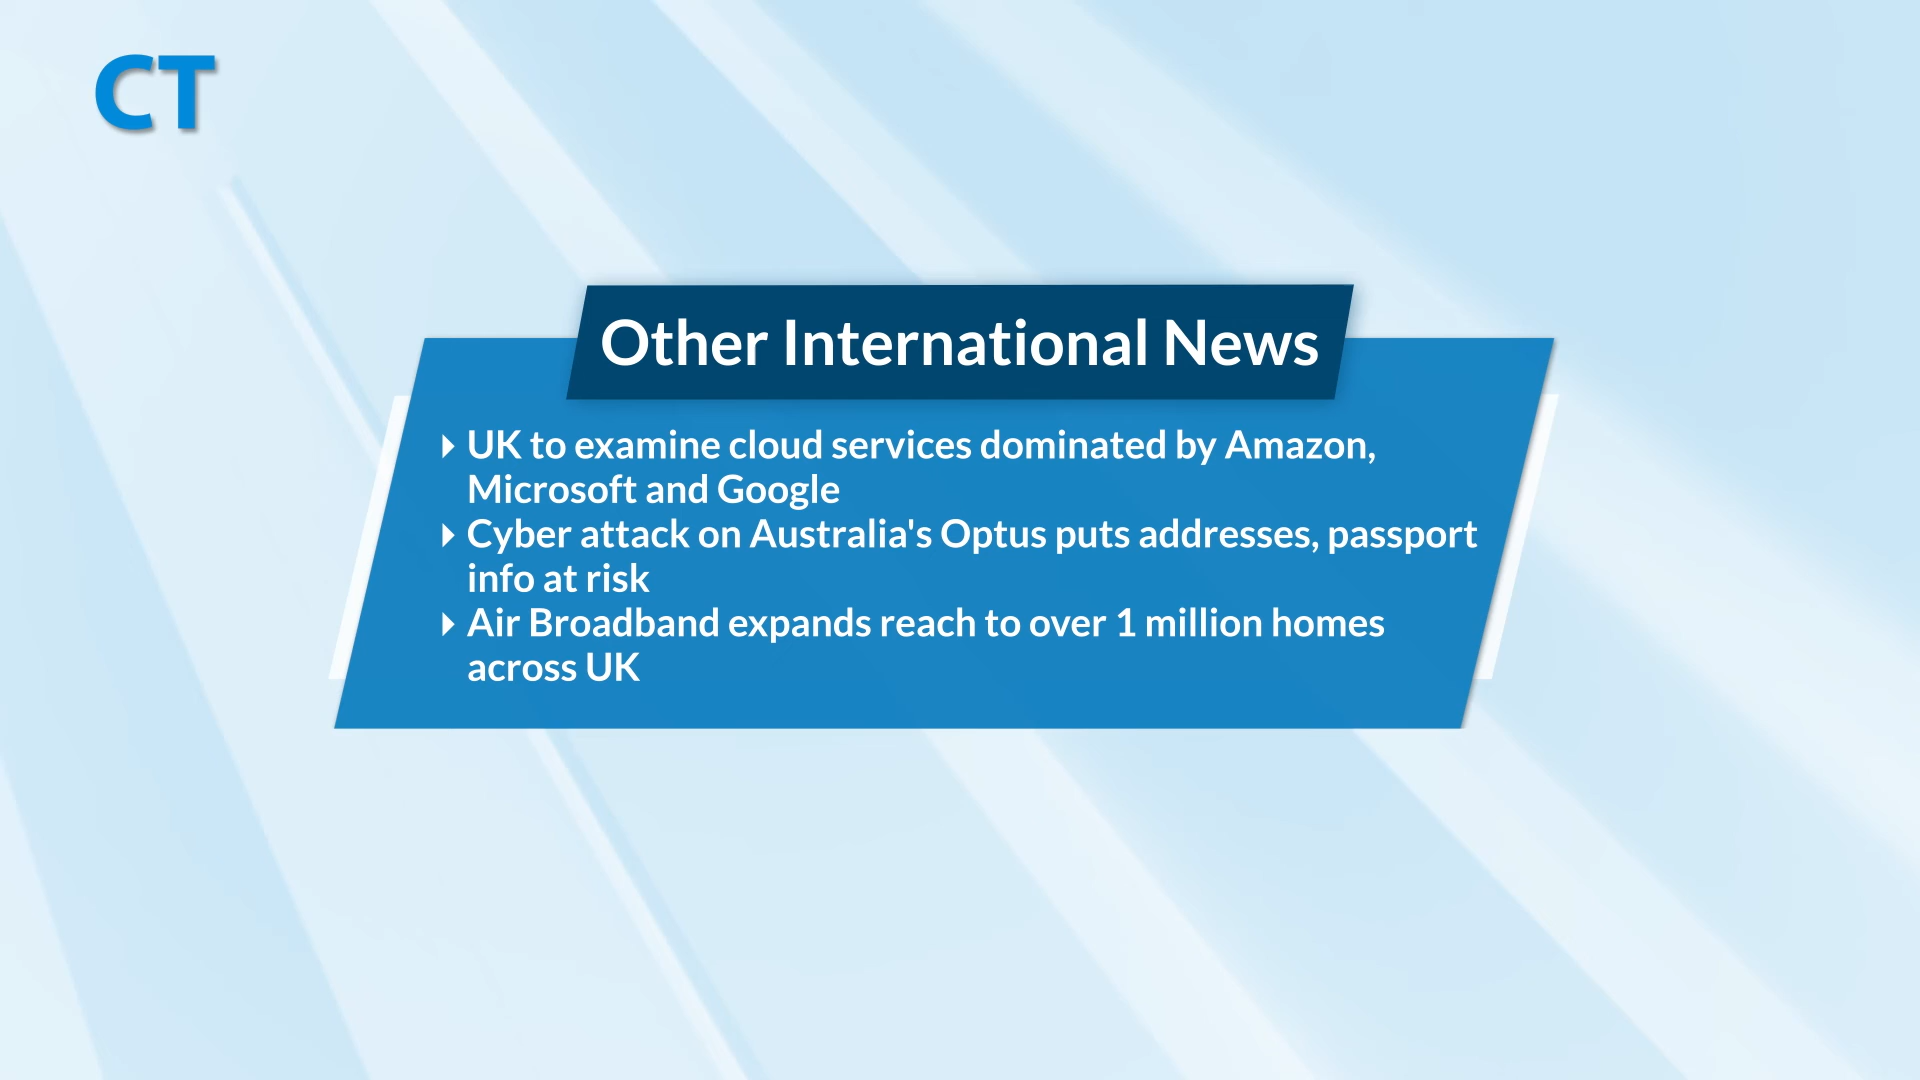 CT
Other International News
UK to examine cloud services dominated by Amazon,
Microsoft and Google
Cyber attack on Australia's Optus puts addresses, passport
info at risk
Air Broadband expands reach to over 1 million homes
across UK